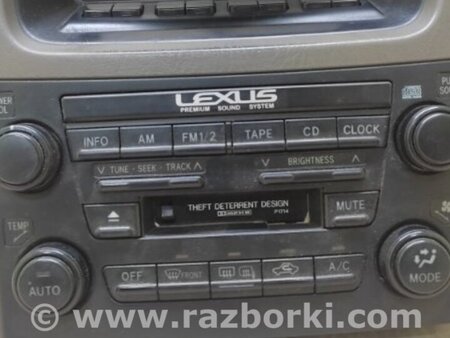 LEXUS
PREMIUM SOUND SYSTEM
INFO AM FM1/2 TAPE CD CLOCK
∨ TUNE · SEEK · TRACK ∧ ∨ BRIGHTNESS ∧
THEFT DETERRENT DESIGN
P1714
MUTE
TEMP
OFF FRONT A/C
AUTO MODE
www.razborki.com